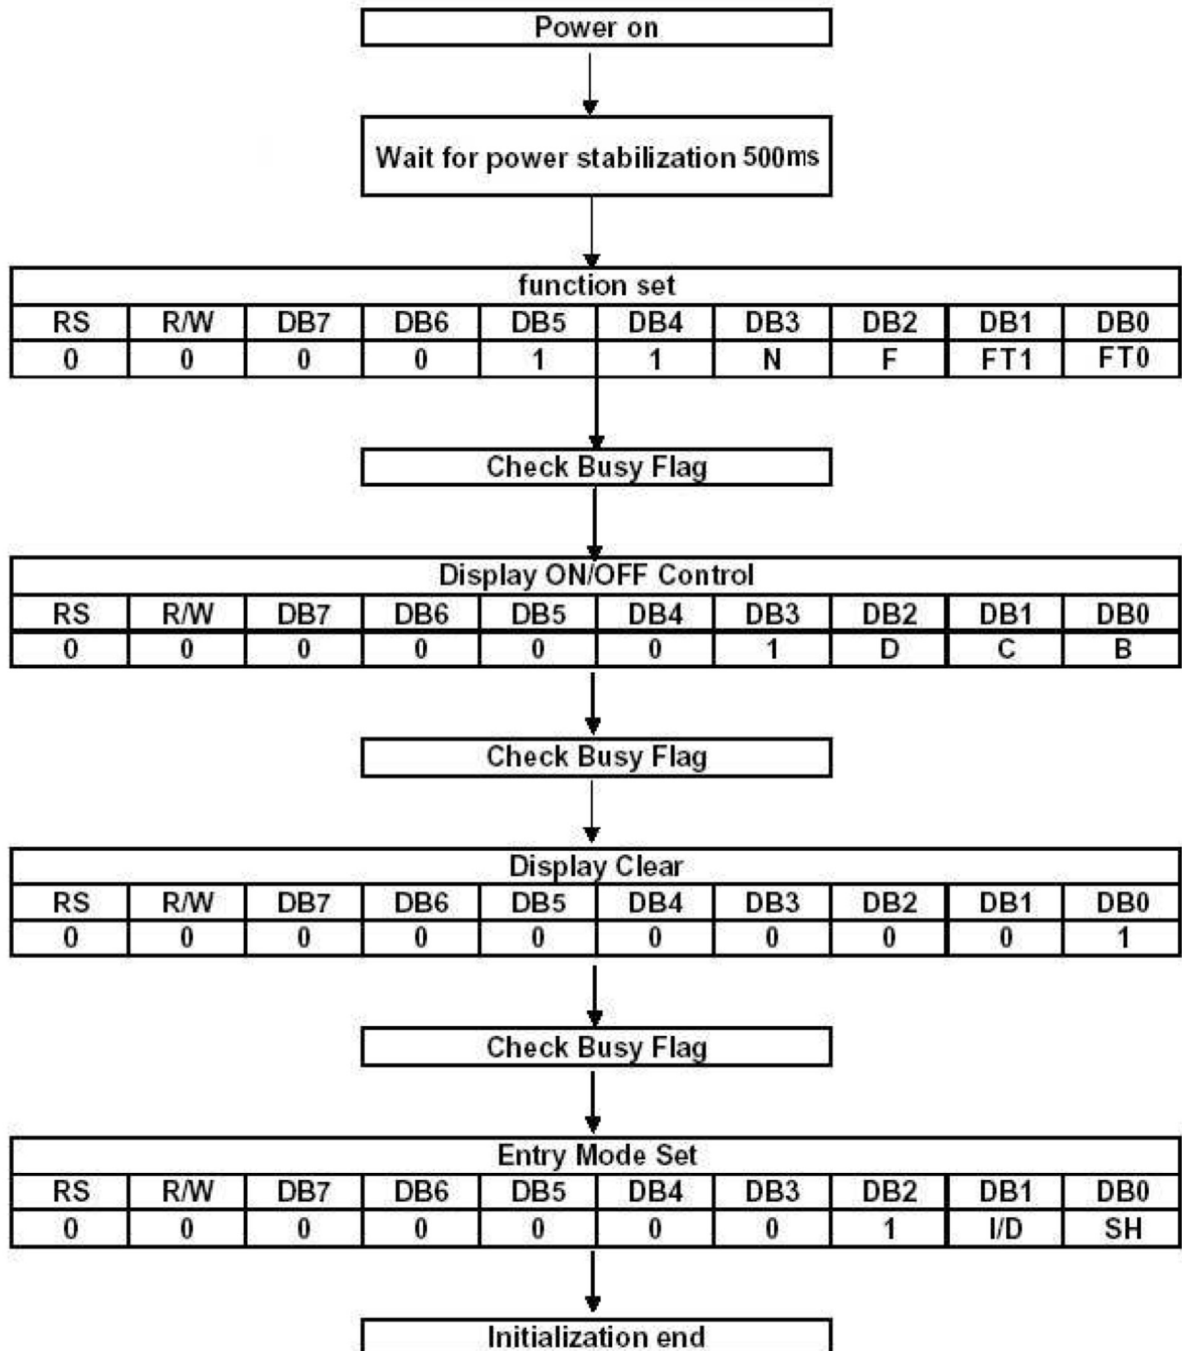 Power on
Wait for power stabilization 500ms
function set
RS R/W DB7 DB6 DB5 DB4 DB3 DB2 DB1 DB0
0 0 0 0 1 1 N F FT1 FT0
Check Busy Flag
Display ON/OFF Control
RS R/W DB7 DB6 DB5 DB4 DB3 DB2 DB1 DB0
0 0 0 0 0 0 1 D C B
Check Busy Flag
Display Clear
RS R/W DB7 DB6 DB5 DB4 DB3 DB2 DB1 DB0
0 0 0 0 0 0 0 0 0 1
Check Busy Flag
Entry Mode Set
RS R/W DB7 DB6 DB5 DB4 DB3 DB2 DB1 DB0
0 0 0 0 0 0 0 1 I/D SH
Initialization end